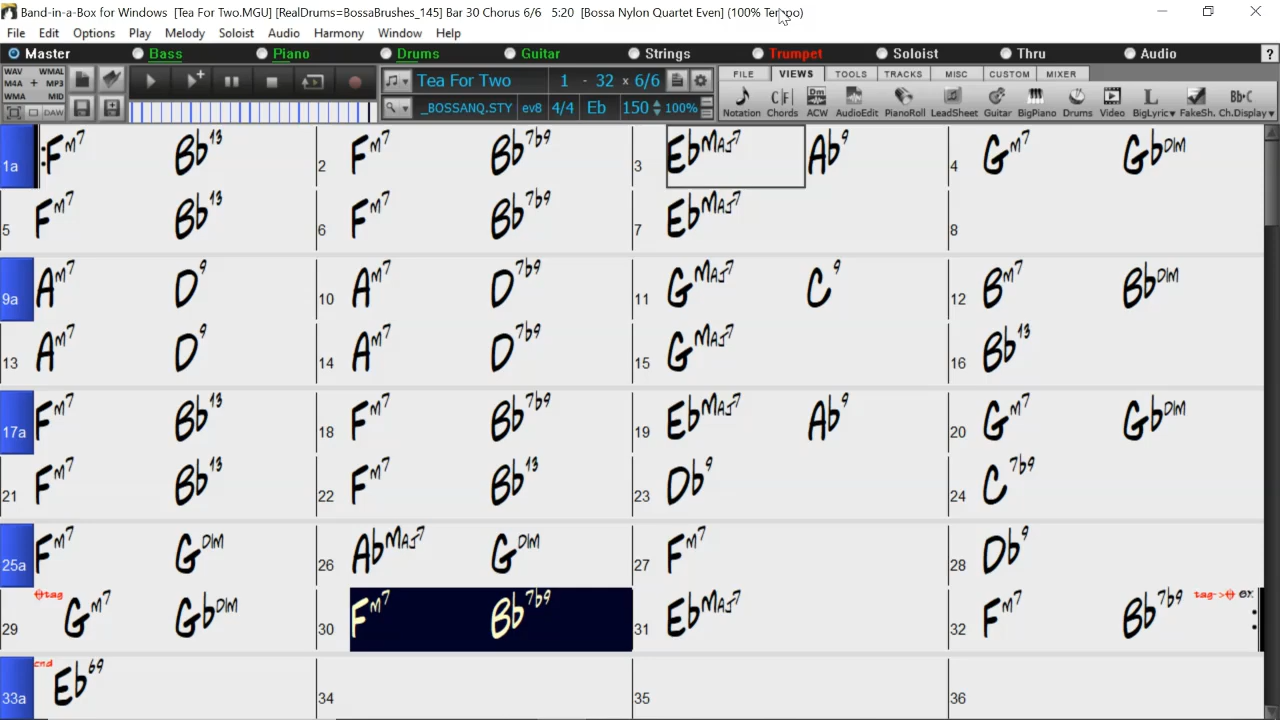 Band-in-a-Box for Windows [Tea For Two.MGU] [RealDrums=BossaBrushes_145] Bar 30 Chorus 6/6 5:20 [Bossa Nylon Quartet Even] (100% Tempo)
File Edit Options Play Melody Soloist Audio Harmony Window Help
Master Bass Piano Drums Guitar Strings Trumpet Soloist Thru Audio ?
WAV WMAL
M4A + MP3
WMA MID
DAW
Tea For Two 1 - 32 x 6/6
_BOSSANQ.STY ev8 4/4 Eb 150 100%
FILE VIEWS TOOLS TRACKS MISC CUSTOM MIXER
Notation Chords ACW AudioEdit PianoRoll LeadSheet Guitar BigPiano Drums Video BigLyric FakeSh. Ch.Display
1a Fm7 Bb13 2 Fm7 Bb7b9 3 EbMaj7 Ab9 4 Gm7 GbDIM
5 Fm7 Bb13 6 Fm7 Bb7b9 7 EbMaj7 8
9a Am7 D9 10 Am7 D7b9 11 GMaj7 C9 12 Bm7 BbDIM
13 Am7 D9 14 Am7 D7b9 15 GMaj7 16 Bb13
17a Fm7 Bb13 18 Fm7 Bb7b9 19 EbMaj7 Ab9 20 Gm7 GbDIM
21 Fm7 Bb13 22 Fm7 Bb13 23 Db9 24 C7b9
25a Fm7 GDIM 26 AbMaj7 GDIM 27 Fm7 28 Db9
tag tag->
29 Gm7 GbDIM 30 Fm7 Bb7b9 31 EbMaj7 32 Fm7 Bb7b9
end
33a Eb69 34 35 36